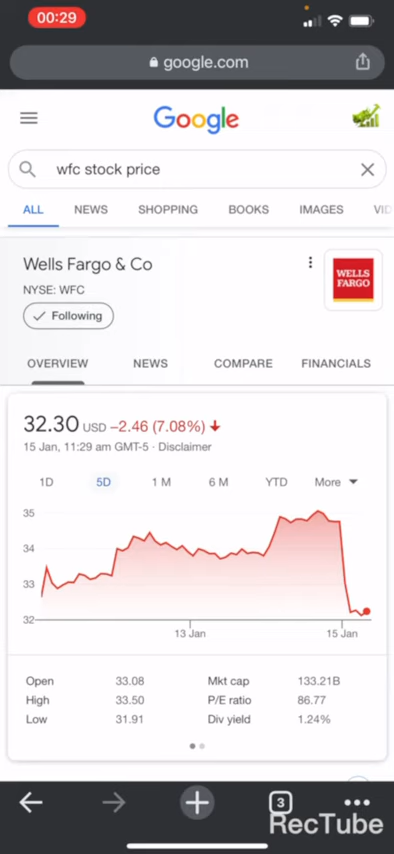 00:29
google.com
Google
wfc stock price
ALL NEWS SHOPPING BOOKS IMAGES VID
Wells Fargo & Co
WELLS
FARGO
NYSE: WFC
Following
OVERVIEW NEWS COMPARE FINANCIALS
32.30 USD −2.46 (7.08%)
15 Jan, 11:29 am GMT-5 · Disclaimer
1D 5D 1 M 6 M YTD More
35
34
33
32
13 Jan 15 Jan
Open 33.08 Mkt cap 133.21B
High 33.50 P/E ratio 86.77
Low 31.91 Div yield 1.24%
3
RecTube